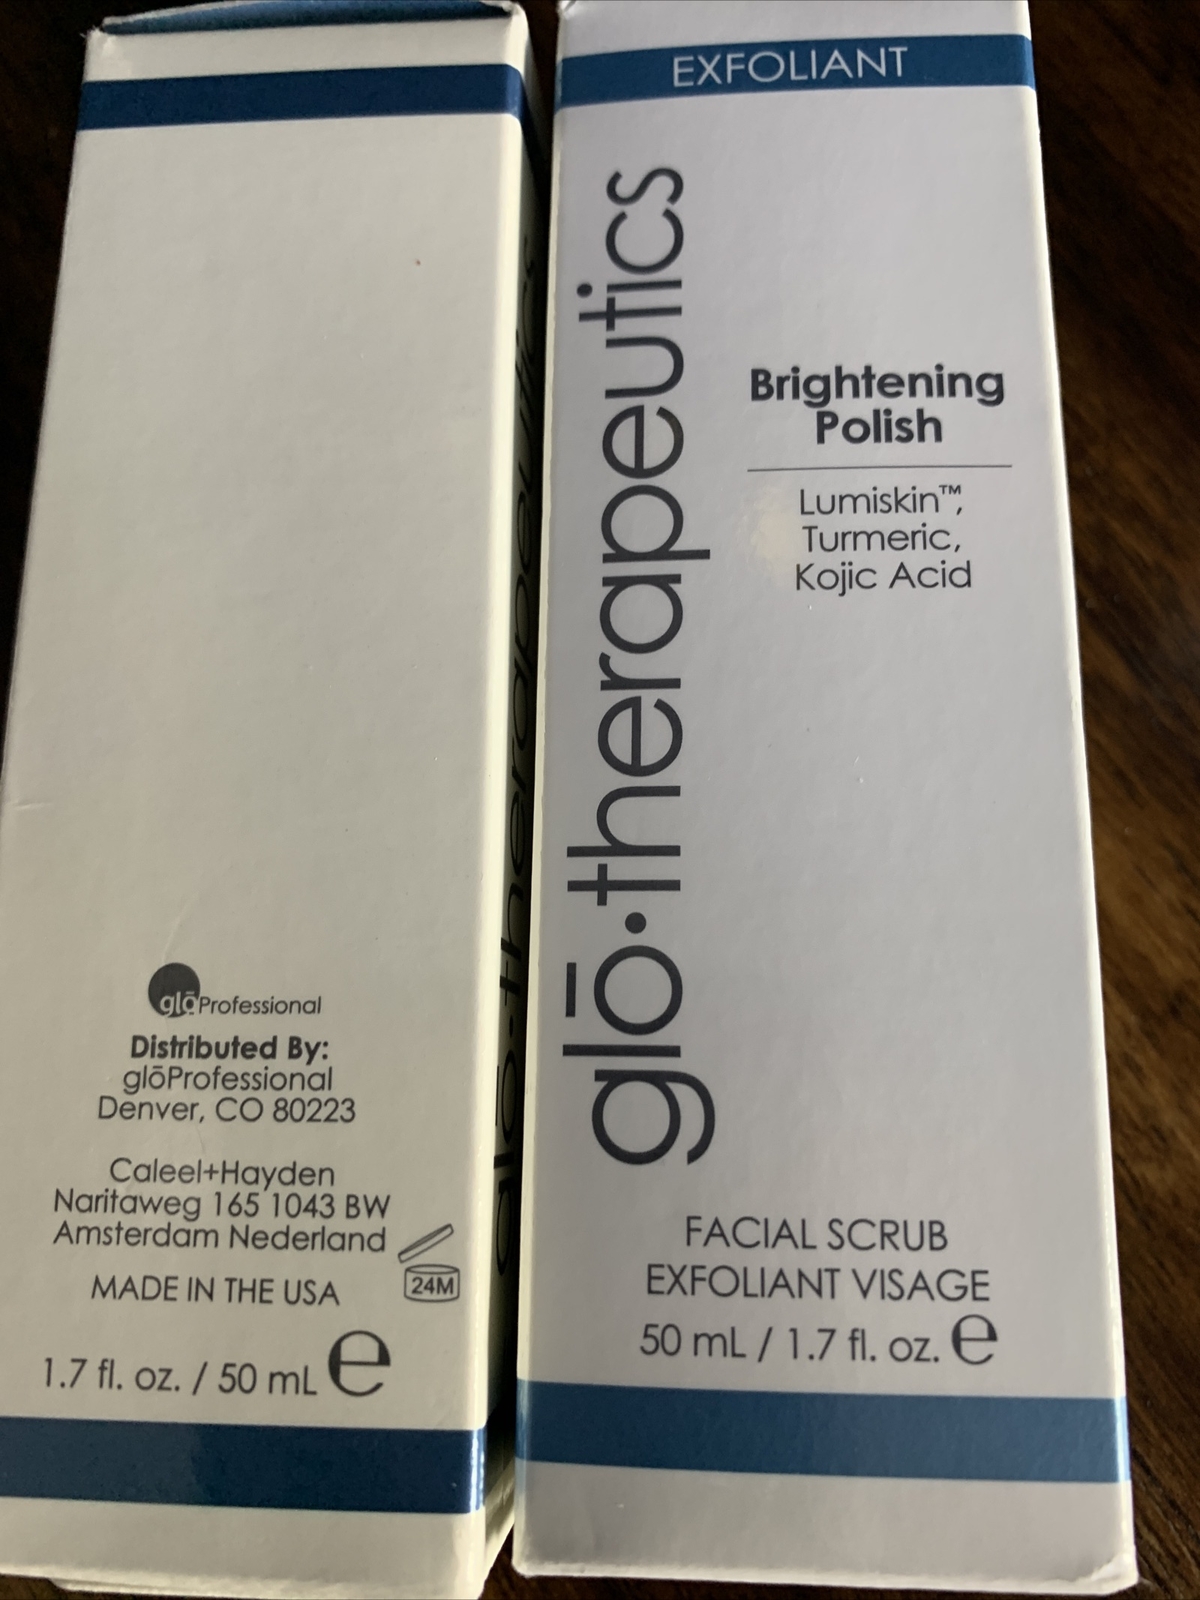 glō·therapeutics
glōProfessional
Distributed By:
glōProfessional
Denver, CO 80223
Caleel+Hayden
Naritaweg 165 1043 BW
Amsterdam Nederland
MADE IN THE USA
24M
1.7 fl. oz. / 50 mL ℮
EXFOLIANT
glō·therapeutics
Brightening
Polish
Lumiskin™,
Turmeric,
Kojic Acid
FACIAL SCRUB
EXFOLIANT VISAGE
50 mL / 1.7 fl. oz. ℮